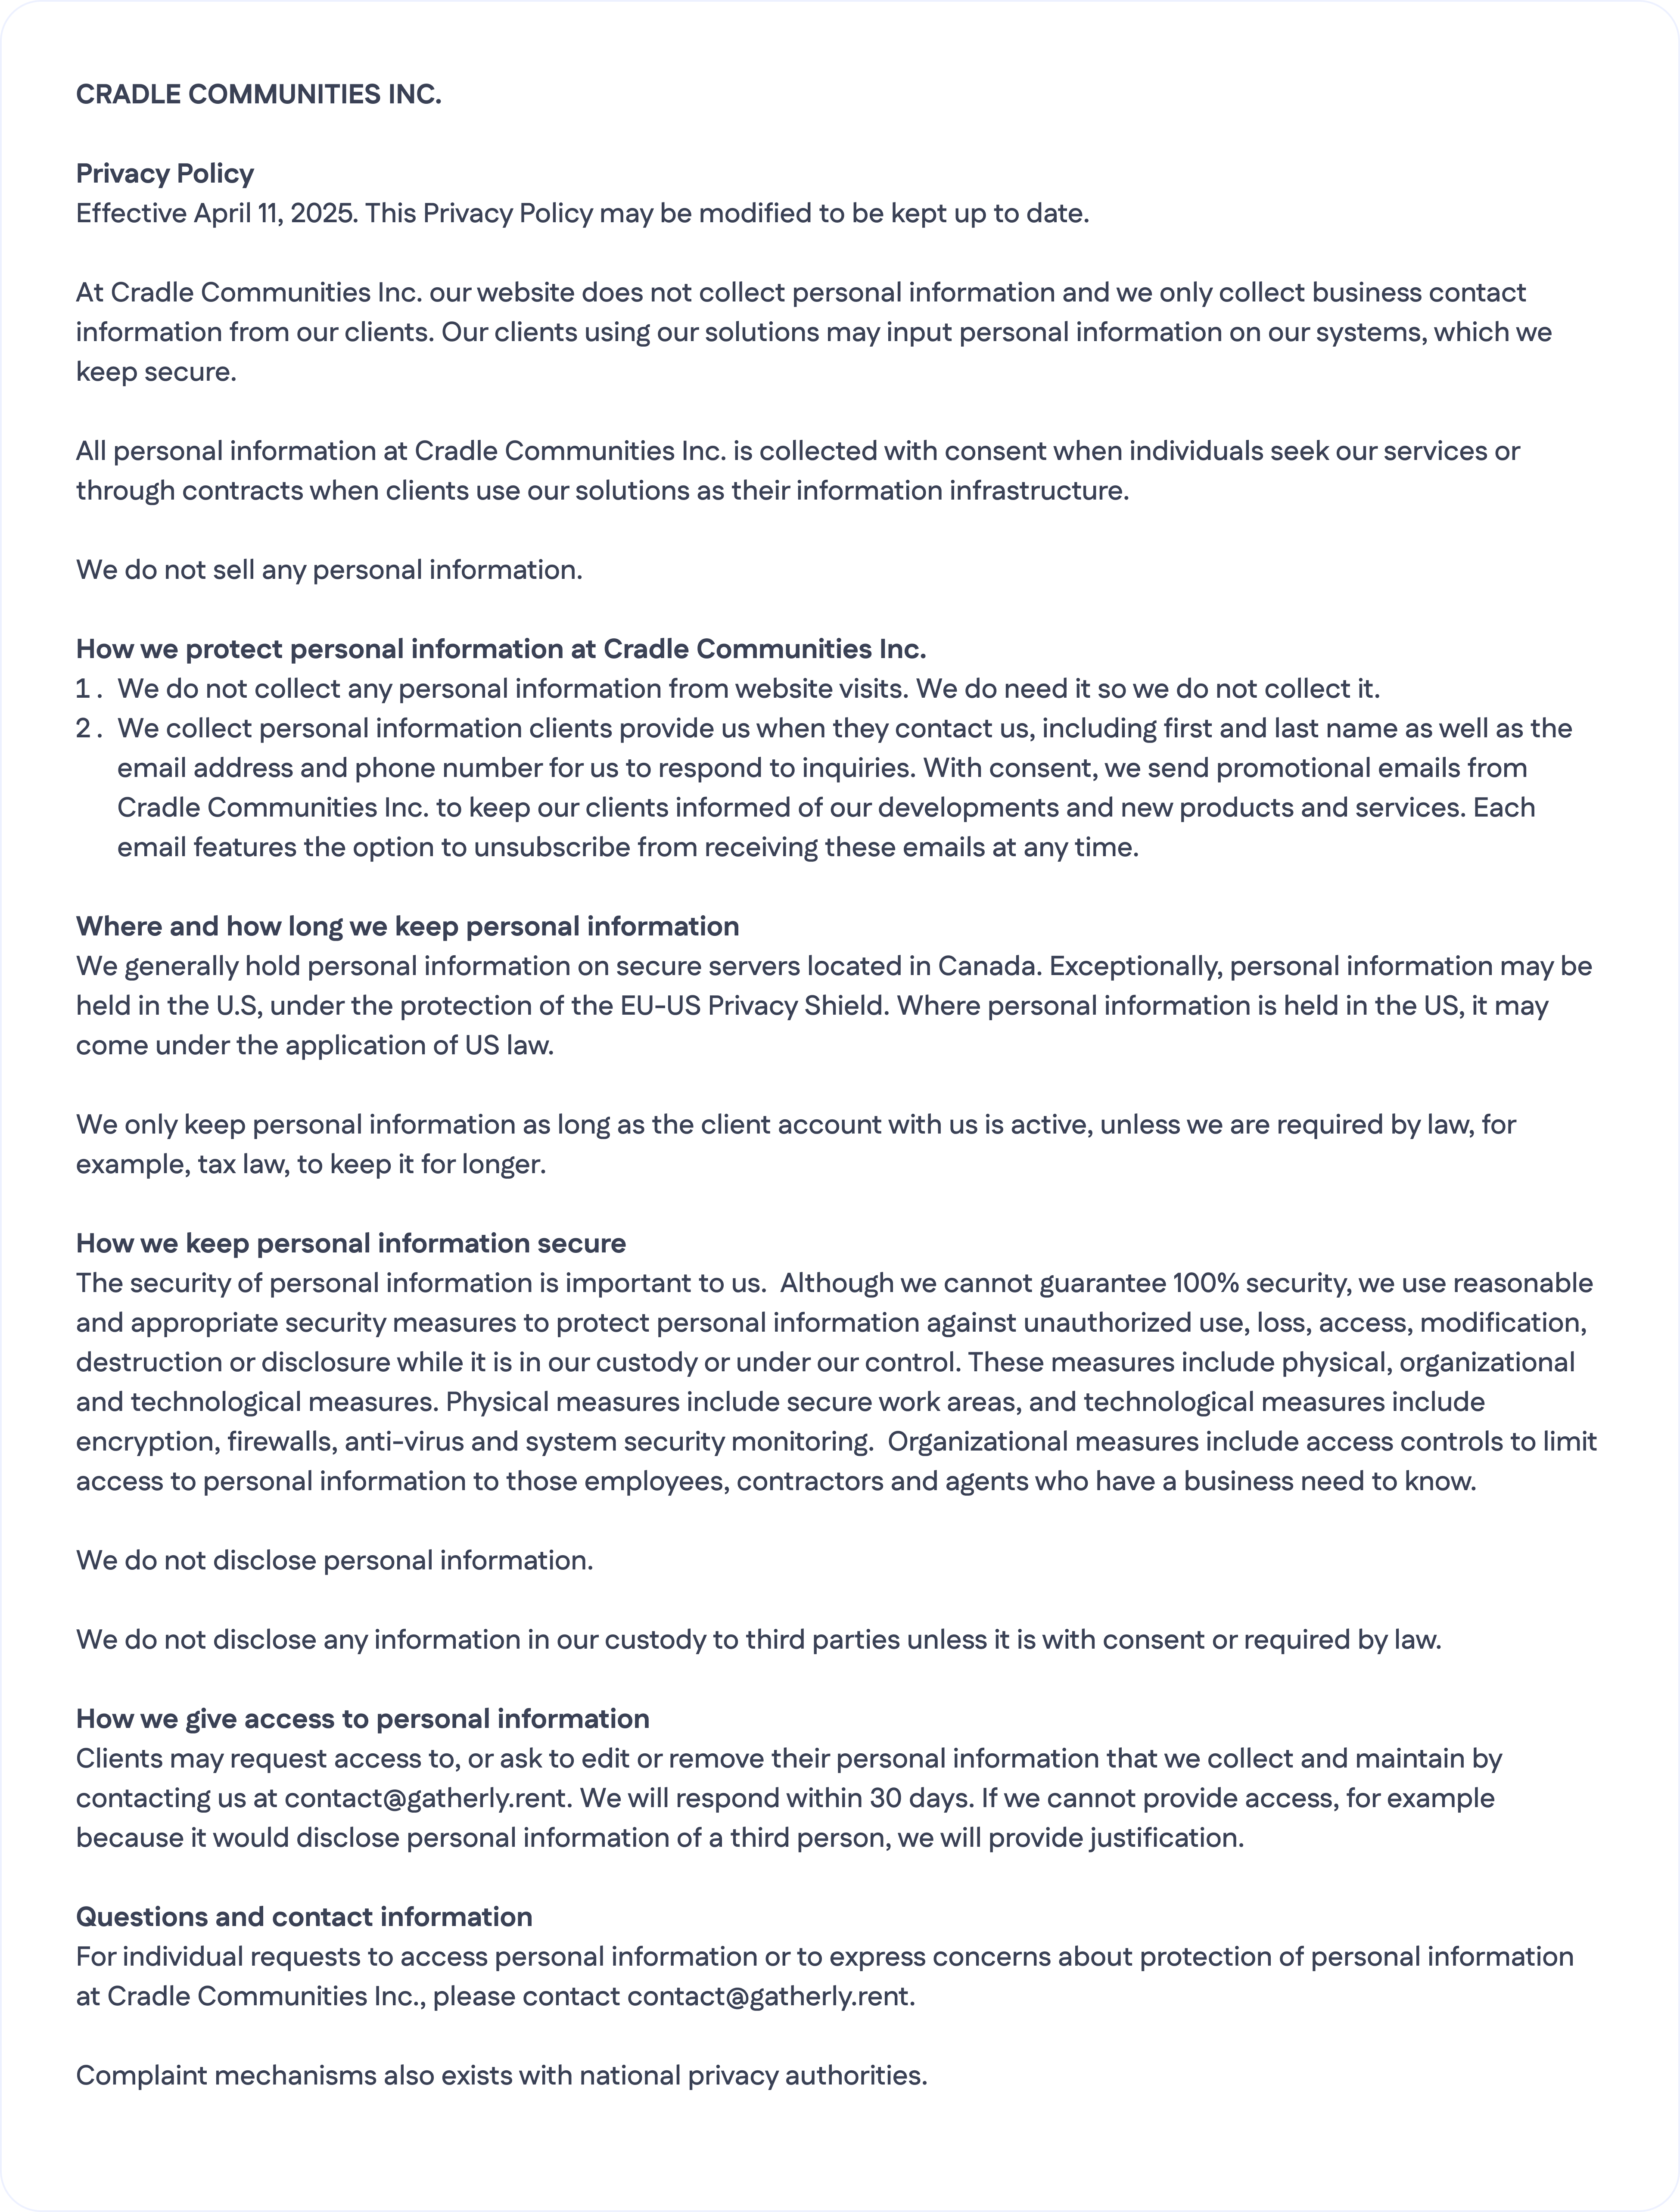 CRADLE COMMUNITIES INC.
Privacy Policy
Effective April 11, 2025. This Privacy Policy may be modified to be kept up to date.
At Cradle Communities Inc. our website does not collect personal information and we only collect business contact
information from our clients. Our clients using our solutions may input personal information on our systems, which we
keep secure.
All personal information at Cradle Communities Inc. is collected with consent when individuals seek our services or
through contracts when clients use our solutions as their information infrastructure.
We do not sell any personal information.
How we protect personal information at Cradle Communities Inc.
1. We do not collect any personal information from website visits. We do need it so we do not collect it.
2. We collect personal information clients provide us when they contact us, including first and last name as well as the
email address and phone number for us to respond to inquiries. With consent, we send promotional emails from
Cradle Communities Inc. to keep our clients informed of our developments and new products and services. Each
email features the option to unsubscribe from receiving these emails at any time.
Where and how long we keep personal information
We generally hold personal information on secure servers located in Canada. Exceptionally, personal information may be
held in the U.S, under the protection of the EU-US Privacy Shield. Where personal information is held in the US, it may
come under the application of US law.
We only keep personal information as long as the client account with us is active, unless we are required by law, for
example, tax law, to keep it for longer.
How we keep personal information secure
The security of personal information is important to us.  Although we cannot guarantee 100% security, we use reasonable
and appropriate security measures to protect personal information against unauthorized use, loss, access, modification,
destruction or disclosure while it is in our custody or under our control. These measures include physical, organizational
and technological measures. Physical measures include secure work areas, and technological measures include
encryption, firewalls, anti-virus and system security monitoring.  Organizational measures include access controls to limit
access to personal information to those employees, contractors and agents who have a business need to know.
We do not disclose personal information.
We do not disclose any information in our custody to third parties unless it is with consent or required by law.
How we give access to personal information
Clients may request access to, or ask to edit or remove their personal information that we collect and maintain by
contacting us at contact@gatherly.rent. We will respond within 30 days. If we cannot provide access, for example
because it would disclose personal information of a third person, we will provide justification.
Questions and contact information
For individual requests to access personal information or to express concerns about protection of personal information
at Cradle Communities Inc., please contact contact@gatherly.rent.
Complaint mechanisms also exists with national privacy authorities.